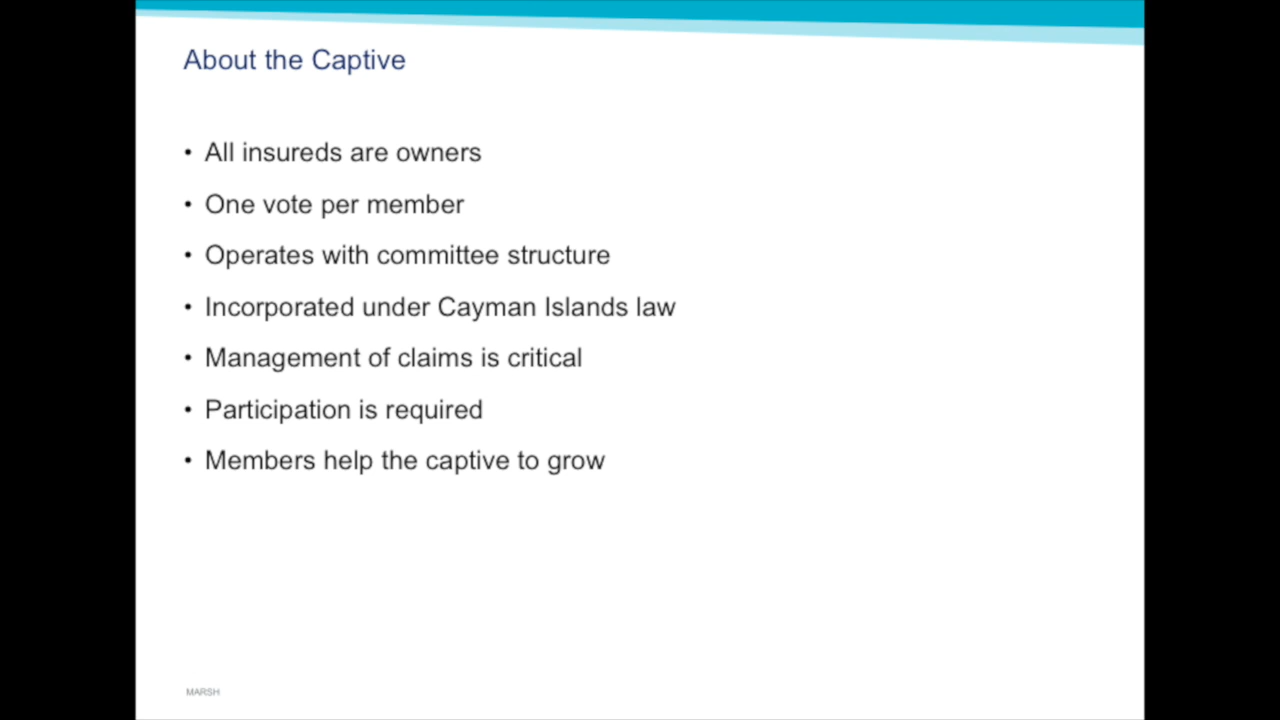 About the Captive
• All insureds are owners
• One vote per member
• Operates with committee structure
• Incorporated under Cayman Islands law
• Management of claims is critical
• Participation is required
• Members help the captive to grow
MARSH